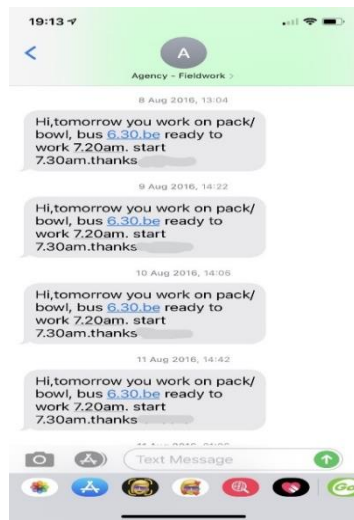 19:13
A
Agency - Fieldwork >
8 Aug 2016, 13:04
Hi,tomorrow you work on pack/
bowl, bus 6.30.be ready to
work 7.20am. start
7.30am.thanks
9 Aug 2016, 14:22
Hi,tomorrow you work on pack/
bowl, bus 6.30.be ready to
work 7.20am. start
7.30am.thanks
10 Aug 2016, 14:06
Hi,tomorrow you work on pack/
bowl, bus 6.30.be ready to
work 7.20am. start
7.30am.thanks
11 Aug 2016, 14:42
Hi,tomorrow you work on pack/
bowl, bus 6.30.be ready to
work 7.20am. start
7.30am.thanks
Text Message